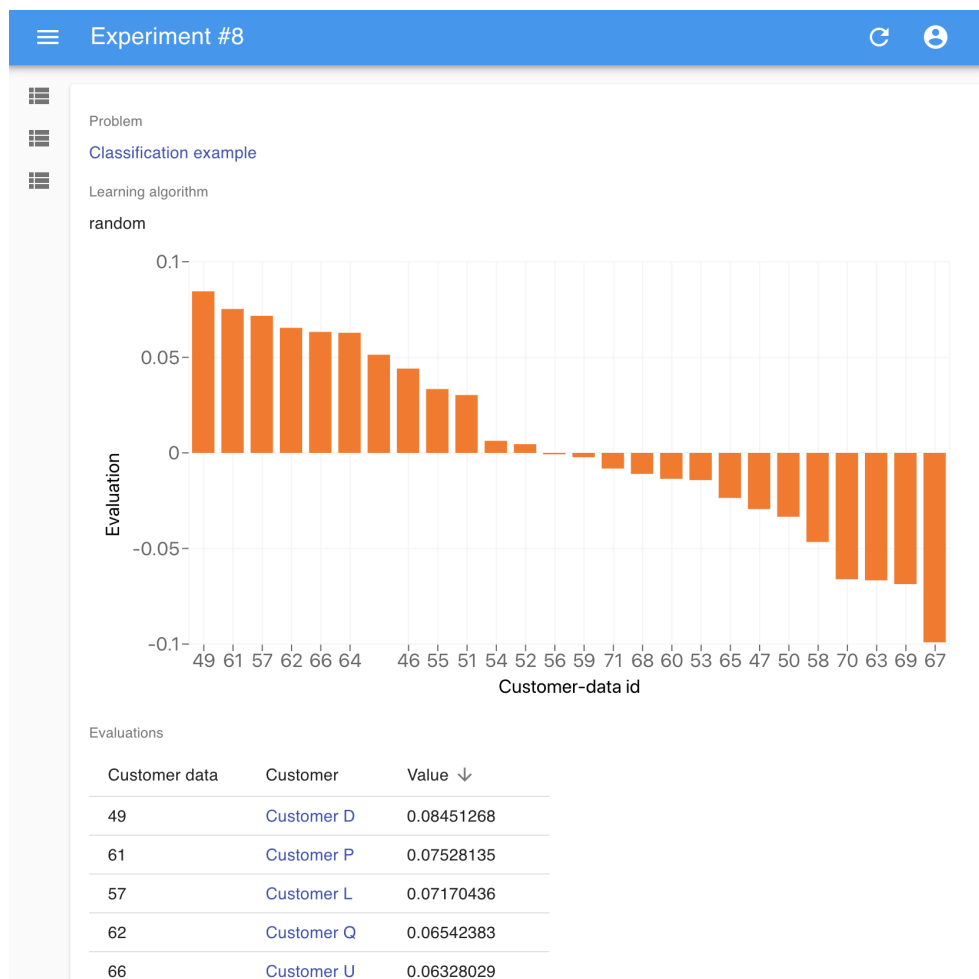 Experiment #8
Problem
Classification example
Learning algorithm
random
0.1
0.05
0
-0.05
-0.1
Evaluation
49 61 57 62 66 64 46 55 51 54 52 56 59 71 68 60 53 65 47 50 58 70 63 69 67
Customer-data id
Evaluations
Customer data Customer Value
49 Customer D 0.08451268
61 Customer P 0.07528135
57 Customer L 0.07170436
62 Customer Q 0.06542383
66 Customer U 0.06328029